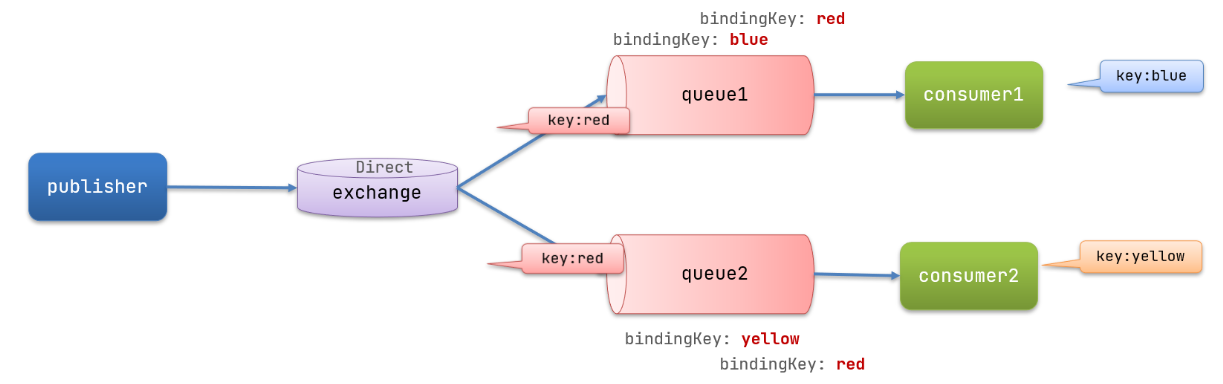 bindingKey: red
bindingKey: blue
key:blue
queue1
consumer1
key:red
Direct
publisher
exchange
key:red
key:yellow
queue2
consumer2
bindingKey: yellow
bindingKey: red